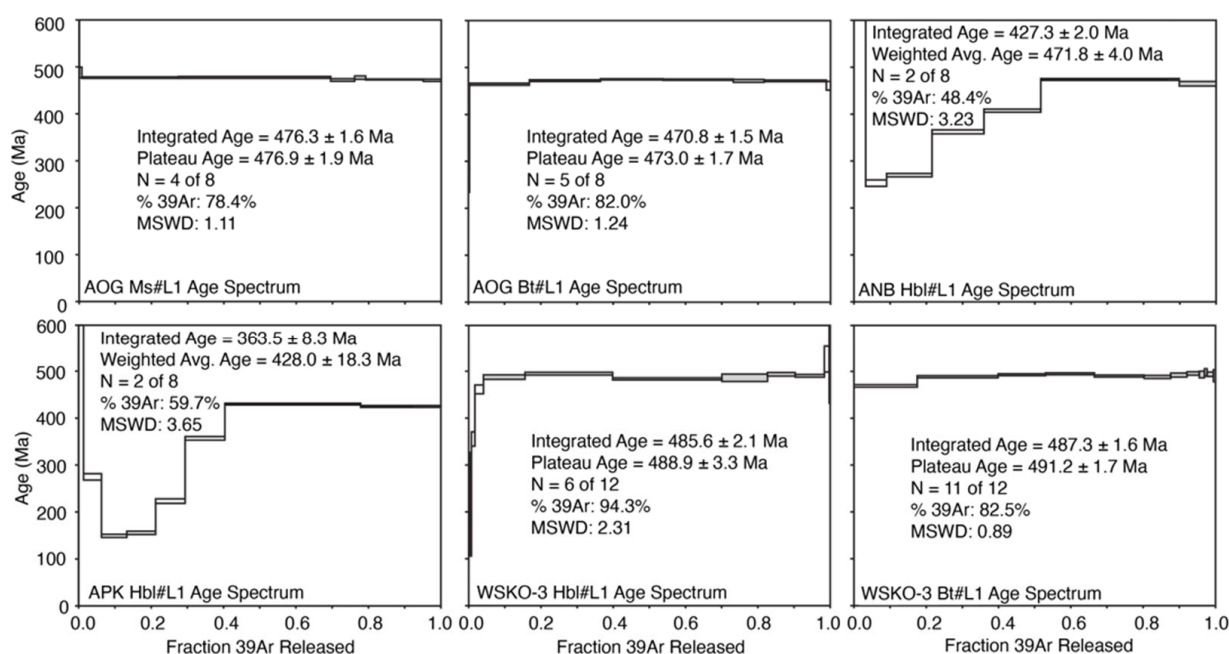 600
500
400
300
200
100
0
Age (Ma)
Integrated Age = 476.3 ± 1.6 Ma
Plateau Age = 476.9 ± 1.9 Ma
N = 4 of 8
% 39Ar: 78.4%
MSWD: 1.11
AOG Ms#L1 Age Spectrum
Integrated Age = 470.8 ± 1.5 Ma
Plateau Age = 473.0 ± 1.7 Ma
N = 5 of 8
% 39Ar: 82.0%
MSWD: 1.24
AOG Bt#L1 Age Spectrum
Integrated Age = 427.3 ± 2.0 Ma
Weighted Avg. Age = 471.8 ± 4.0 Ma
N = 2 of 8
% 39Ar: 48.4%
MSWD: 3.23
ANB Hbl#L1 Age Spectrum
600
500
400
300
200
100
0
Age (Ma)
Integrated Age = 363.5 ± 8.3 Ma
Weighted Avg. Age = 428.0 ± 18.3 Ma
N = 2 of 8
% 39Ar: 59.7%
MSWD: 3.65
APK Hbl#L1 Age Spectrum
0.0 0.2 0.4 0.6 0.8 1.0
Fraction 39Ar Released
Integrated Age = 485.6 ± 2.1 Ma
Plateau Age = 488.9 ± 3.3 Ma
N = 6 of 12
% 39Ar: 94.3%
MSWD: 2.31
WSKO-3 Hbl#L1 Age Spectrum
0.0 0.2 0.4 0.6 0.8 1.0
Fraction 39Ar Released
Integrated Age = 487.3 ± 1.6 Ma
Plateau Age = 491.2 ± 1.7 Ma
N = 11 of 12
% 39Ar: 82.5%
MSWD: 0.89
WSKO-3 Bt#L1 Age Spectrum
0.0 0.2 0.4 0.6 0.8 1.0
Fraction 39Ar Released